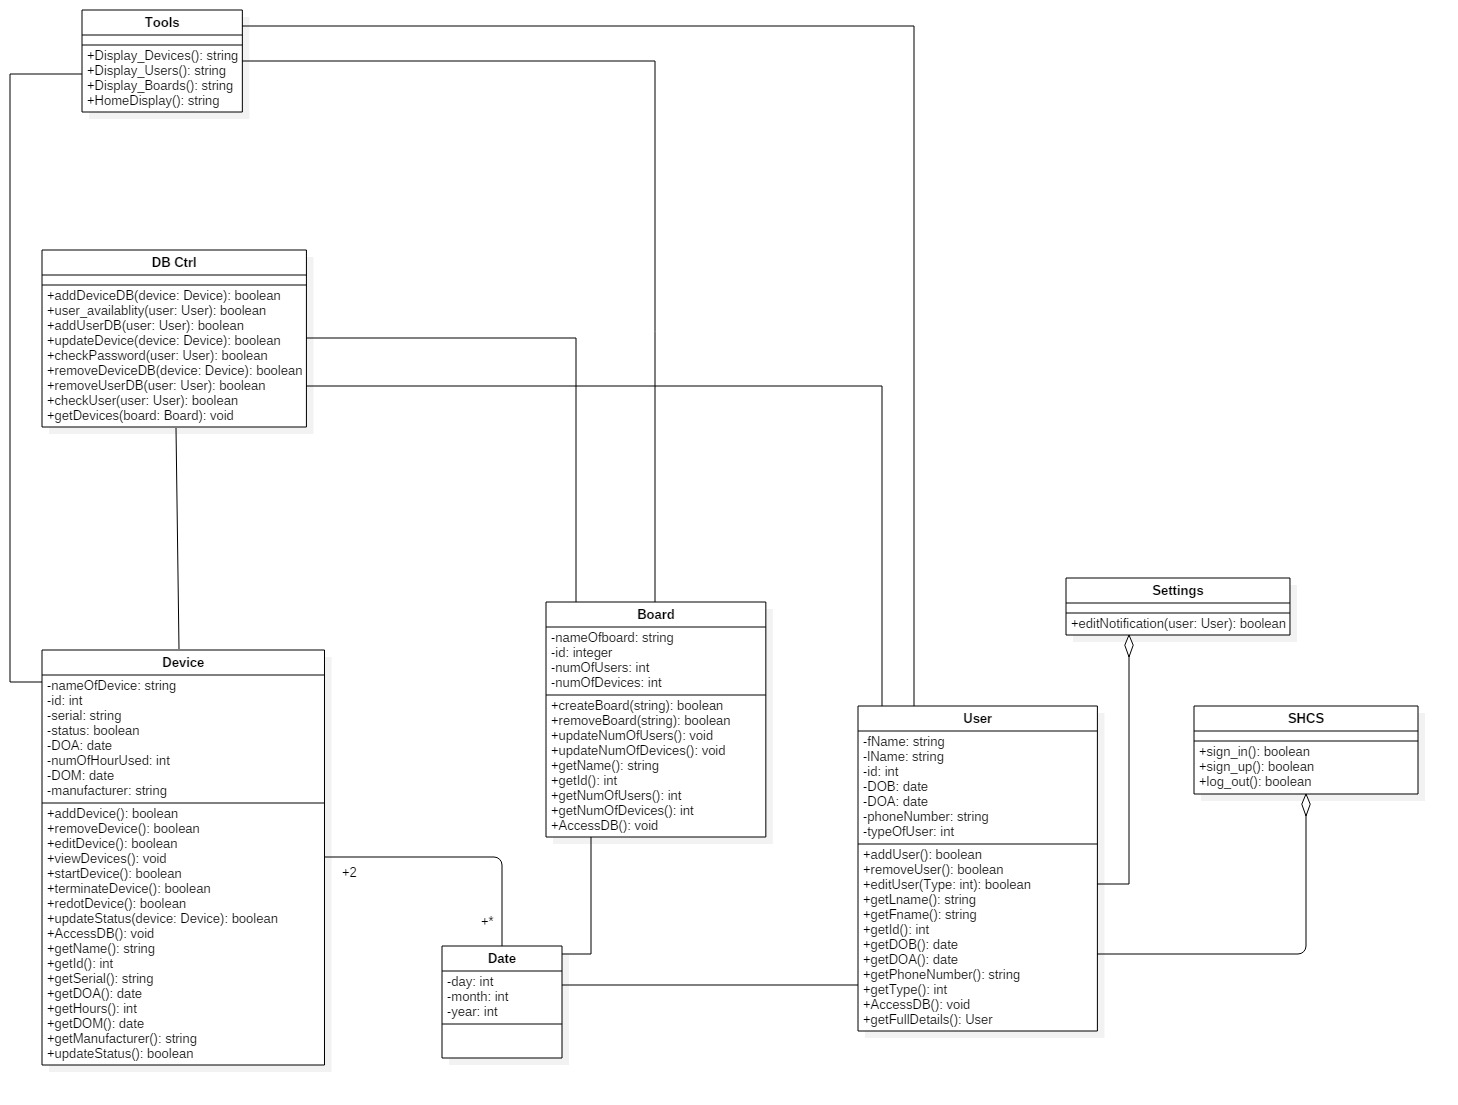 Tools
+Display_Devices(): string
+Display_Users(): string
+Display_Boards(): string
+HomeDisplay(): string
DB Ctrl
+addDeviceDB(device: Device): boolean
+user_availablity(user: User): boolean
+addUserDB(user: User): boolean
+updateDevice(device: Device): boolean
+checkPassword(user: User): boolean
+removeDeviceDB(device: Device): boolean
+removeUserDB(user: User): boolean
+checkUser(user: User): boolean
+getDevices(board: Board): void
Device
-nameOfDevice: string
-id: int
-serial: string
-status: boolean
-DOA: date
-numOfHourUsed: int
-DOM: date
-manufacturer: string
+addDevice(): boolean
+removeDevice(): boolean
+editDevice(): boolean
+viewDevices(): void
+startDevice(): boolean
+terminateDevice(): boolean
+redotDevice(): boolean
+updateStatus(device: Device): boolean
+AccessDB(): void
+getName(): string
+getId(): int
+getSerial(): string
+getDOA(): date
+getHours(): int
+getDOM(): date
+getManufacturer(): string
+updateStatus(): boolean
+2
+*
Date
-day: int
-month: int
-year: int
Board
-nameOfboard: string
-id: integer
-numOfUsers: int
-numOfDevices: int
+createBoard(string): boolean
+removeBoard(string): boolean
+updateNumOfUsers(): void
+updateNumOfDevices(): void
+getName(): string
+getId(): int
+getNumOfUsers(): int
+getNumOfDevices(): int
+AccessDB(): void
User
-fName: string
-lName: string
-id: int
-DOB: date
-DOA: date
-phoneNumber: string
-typeOfUser: int
+addUser(): boolean
+removeUser(): boolean
+editUser(Type: int): boolean
+getLname(): string
+getFname(): string
+getId(): int
+getDOB(): date
+getDOA(): date
+getPhoneNumber(): string
+getType(): int
+AccessDB(): void
+getFullDetails(): User
Settings
+editNotification(user: User): boolean
SHCS
+sign_in(): boolean
+sign_up(): boolean
+log_out(): boolean